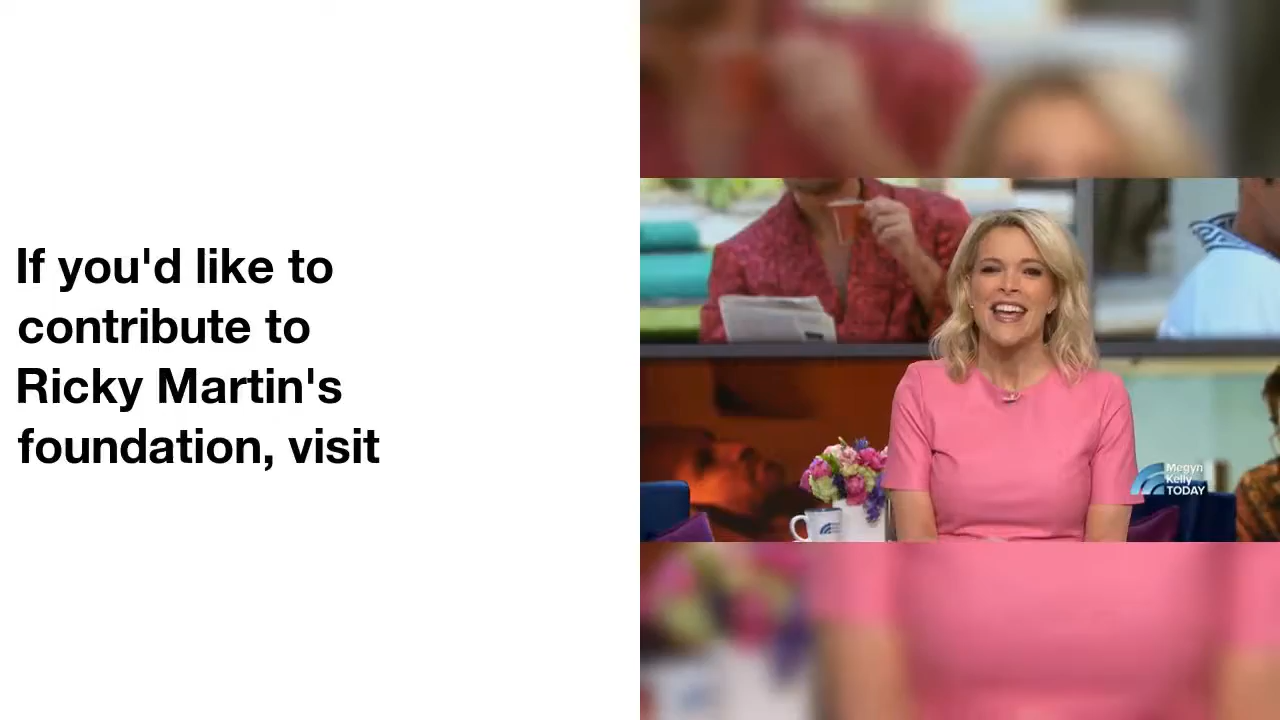 If you'd like to
contribute to
Ricky Martin's
foundation, visit
Megyn
Kelly
TODAY